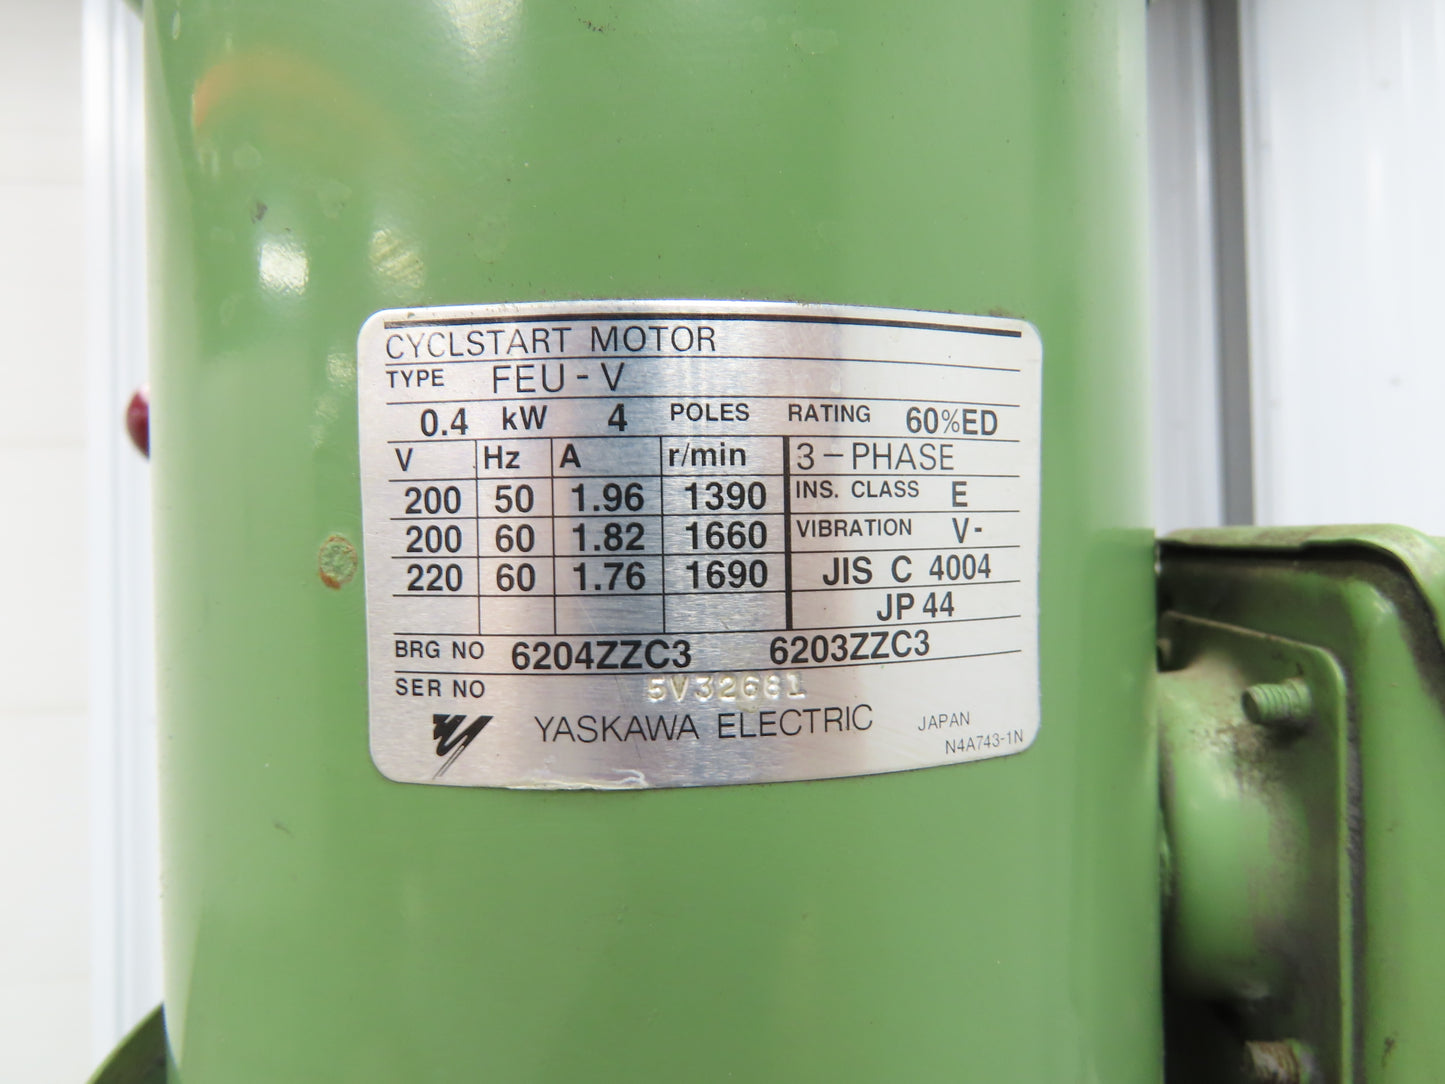 CYCLSTART MOTOR
TYPE FEU-V
0.4 kW 4 POLES RATING 60%ED
V Hz A r/min 3-PHASE
200 50 1.96 1390 INS. CLASS E
200 60 1.82 1660 VIBRATION V-
220 60 1.76 1690 JIS C 4004
JP 44
BRG NO 6204ZZC3 6203ZZC3
SER NO 5V32681
YASKAWA ELECTRIC JAPAN
N4A743-1N